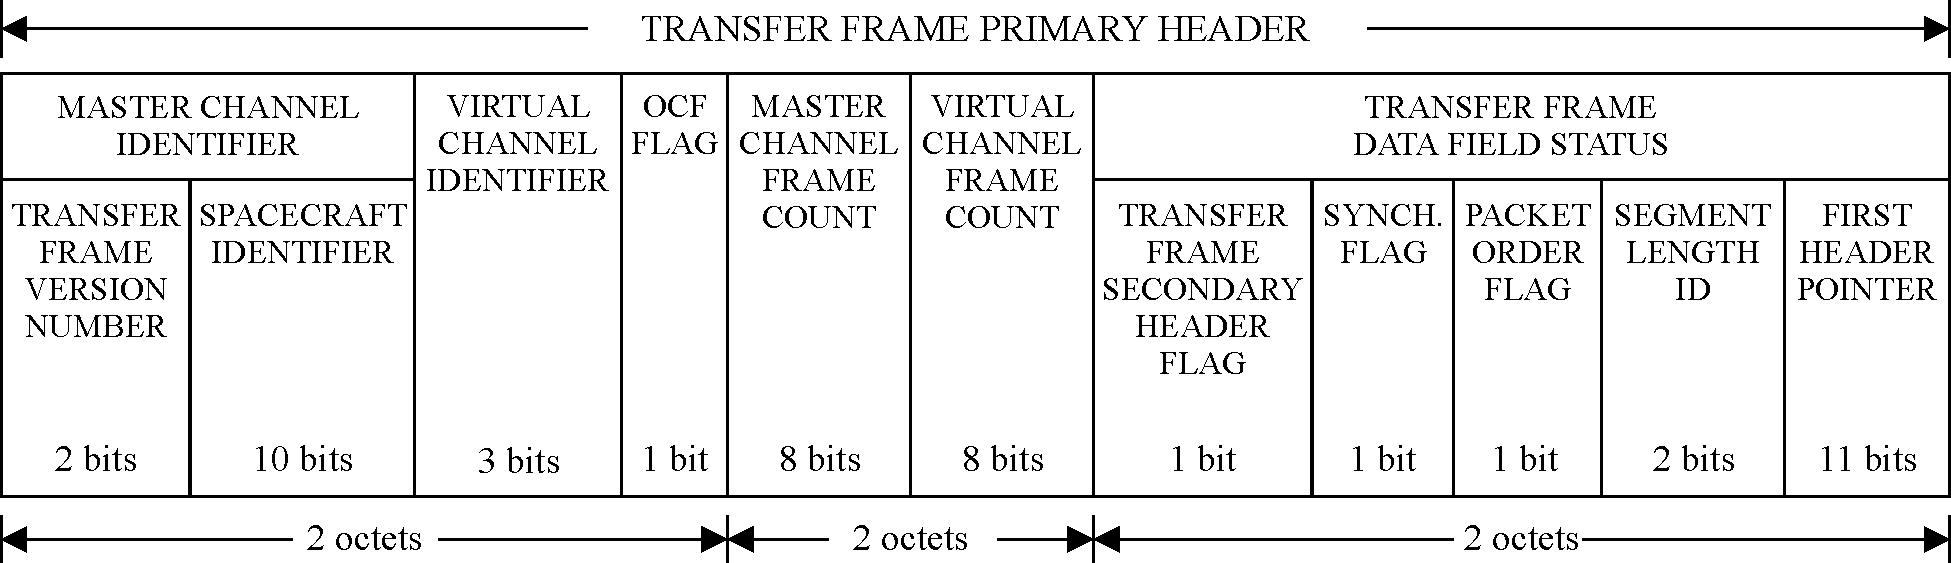 TRANSFER FRAME PRIMARY HEADER
MASTER CHANNEL
IDENTIFIER
TRANSFER
FRAME
VERSION
NUMBER
2 bits
SPACECRAFT
IDENTIFIER
10 bits
VIRTUAL
CHANNEL
IDENTIFIER
3 bits
OCF
FLAG
1 bit
MASTER
CHANNEL
FRAME
COUNT
8 bits
VIRTUAL
CHANNEL
FRAME
COUNT
8 bits
TRANSFER FRAME
DATA FIELD STATUS
TRANSFER
FRAME
SECONDARY
HEADER
FLAG
1 bit
SYNCH.
FLAG
1 bit
PACKET
ORDER
FLAG
1 bit
SEGMENT
LENGTH
ID
2 bits
FIRST
HEADER
POINTER
11 bits
2 octets
2 octets
2 octets